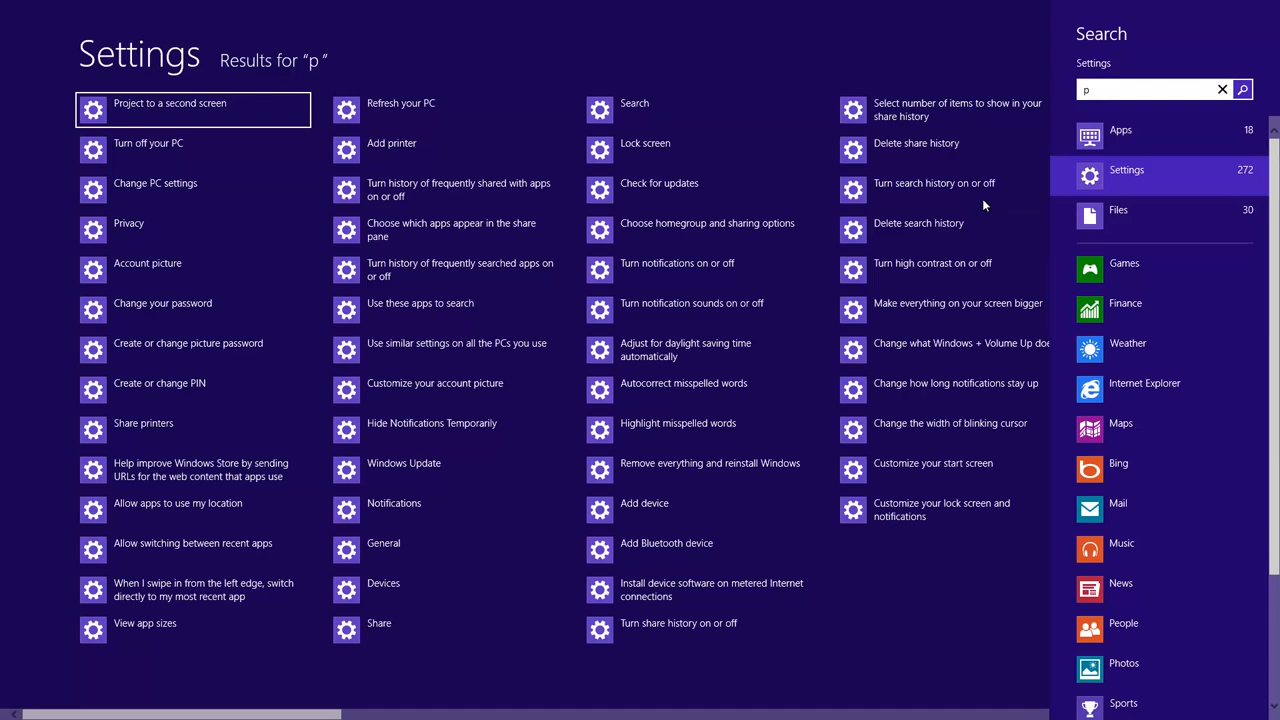 Settings Results for “p ”
Project to a second screen
Turn off your PC
Change PC settings
Privacy
Account picture
Change your password
Create or change picture password
Create or change PIN
Share printers
Help improve Windows Store by sending
URLs for the web content that apps use
Allow apps to use my location
Allow switching between recent apps
When I swipe in from the left edge, switch
directly to my most recent app
View app sizes
Refresh your PC
Add printer
Turn history of frequently shared with apps
on or off
Choose which apps appear in the share
pane
Turn history of frequently searched apps on
or off
Use these apps to search
Use similar settings on all the PCs you use
Customize your account picture
Hide Notifications Temporarily
Windows Update
Notifications
General
Devices
Share
Search
Lock screen
Check for updates
Choose homegroup and sharing options
Turn notifications on or off
Turn notification sounds on or off
Adjust for daylight saving time
automatically
Autocorrect misspelled words
Highlight misspelled words
Remove everything and reinstall Windows
Add device
Add Bluetooth device
Install device software on metered Internet
connections
Turn share history on or off
Select number of items to show in your
share history
Delete share history
Turn search history on or off
Delete search history
Turn high contrast on or off
Make everything on your screen bigger
Change what Windows + Volume Up doe
Change how long notifications stay up
Change the width of blinking cursor
Customize your start screen
Customize your lock screen and
notifications
Search
Settings
p
Apps 18
Settings 272
Files 30
Games
Finance
Weather
Internet Explorer
Maps
Bing
Mail
Music
News
People
Photos
Sports